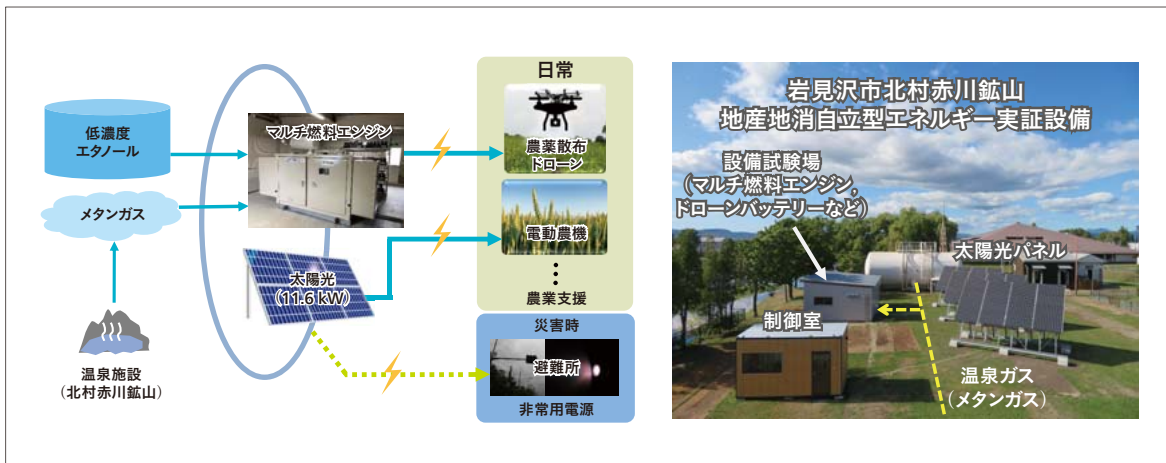 低濃度
エタノール
メタンガス
温泉施設
（北村赤川鉱山）
マルチ燃料エンジン
太陽光
（11.6 kW）
日常
農薬散布
ドローン
電動農機
農業支援
災害時
避難所
非常用電源
岩見沢市北村赤川鉱山
地産地消自立型エネルギー実証設備
設備試験場
（マルチ燃料エンジン，
ドローンバッテリーなど）
太陽光パネル
制御室
温泉ガス
（メタンガス）